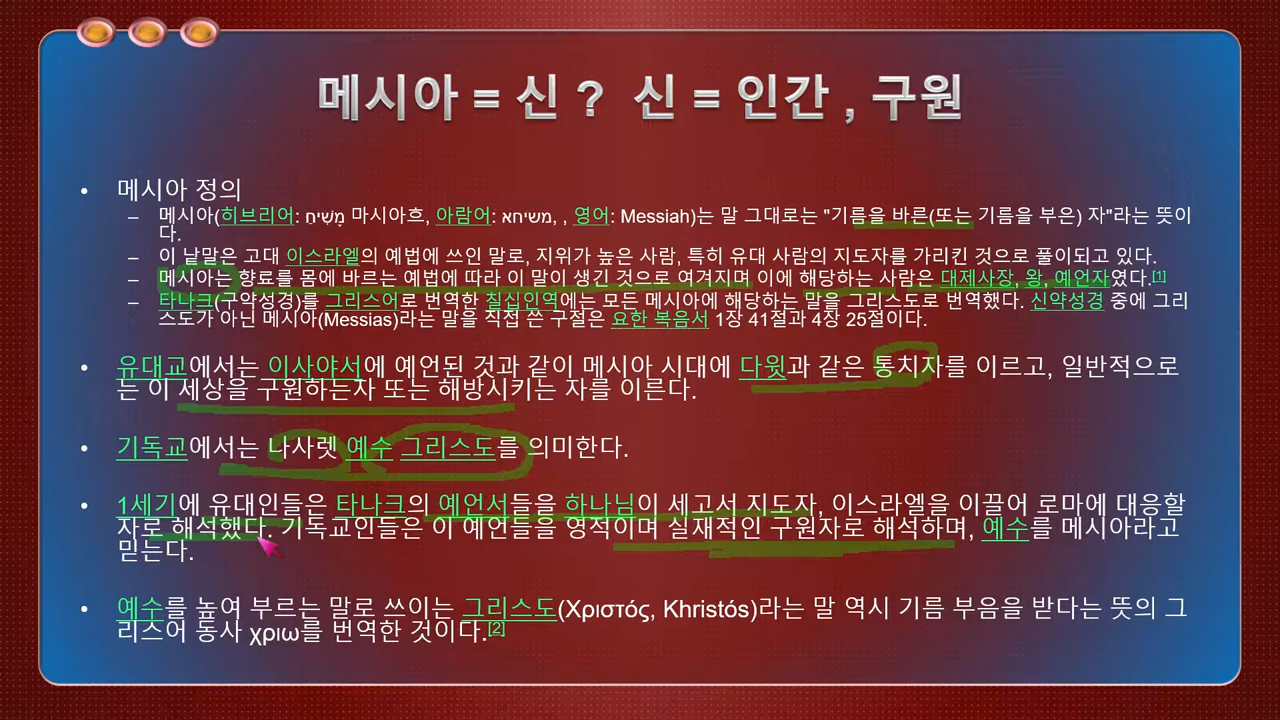 메시아 = 신 ? 신 = 인간 , 구원
• 메시아 정의
– 메시아(히브리어: מָשִׁיחַ 마시아흐, 아람어: משיחא, , 영어: Messiah)는 말 그대로는 "기름을 바른(또는 기름을 부은) 자"라는 뜻이
다.
– 이 낱말은 고대 이스라엘의 예법에 쓰인 말로, 지위가 높은 사람, 특히 유대 사람의 지도자를 가리킨 것으로 풀이되고 있다.
– 메시아는 향료를 몸에 바르는 예법에 따라 이 말이 생긴 것으로 여겨지며 이에 해당하는 사람은 대제사장, 왕, 예언자였다.[1]
– 타나크(구약성경)를 그리스어로 번역한 칠십인역에는 모든 메시아에 해당하는 말을 그리스도로 번역했다. 신약성경 중에 그리
스도가 아닌 메시아(Messias)라는 말을 직접 쓴 구절은 요한 복음서 1장 41절과 4장 25절이다.
• 유대교에서는 이사야서에 예언된 것과 같이 메시아 시대에 다윗과 같은 통치자를 이르고, 일반적으로
는 이 세상을 구원하는자 또는 해방시키는 자를 이른다.
• 기독교에서는 나사렛 예수 그리스도를 의미한다.
• 1세기에 유대인들은 타나크의 예언서들을 하나님이 세고서 지도자, 이스라엘을 이끌어 로마에 대응할
자로 해석했다. 기독교인들은 이 예언들을 영적이며 실재적인 구원자로 해석하며, 예수를 메시아라고
믿는다.
• 예수를 높여 부르는 말로 쓰이는 그리스도(Χριστός, Khristós)라는 말 역시 기름 부음을 받다는 뜻의 그
리스어 동사 χριω를 번역한 것이다.[2]